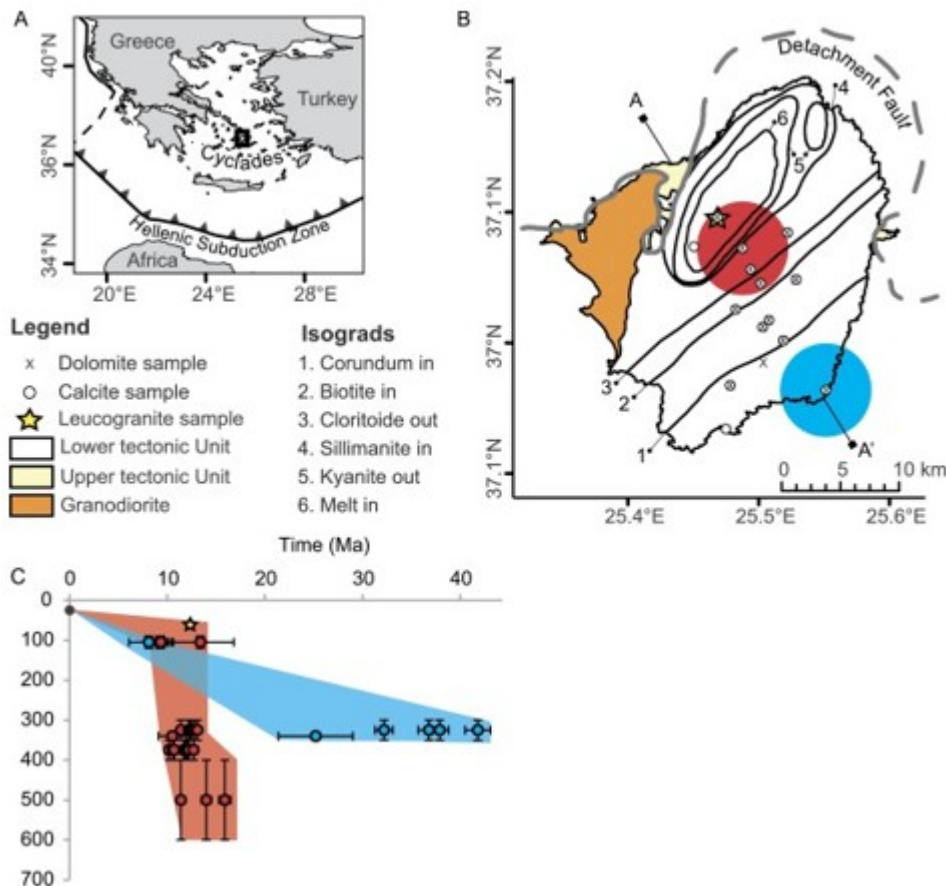 A
40°N
36°N
34°N
Greece
Turkey
Cyclades
Hellenic Subduction Zone
Africa
20°E
24°E
28°E
Legend
x Dolomite sample
Calcite sample
Leucogranite sample
Lower tectonic Unit
Upper tectonic Unit
Granodiorite
Isograds
1. Corundum in
2. Biotite in
3. Cloritoide out
4. Sillimanite in
5. Kyanite out
6. Melt in
B
37.2°N
37.1°N
37°N
37.1°N
Detachment Fault
A
4
6
5
3
2
1
A'
0 5 10 km
25.4°E
25.5°E
25.6°E
Time (Ma)
C
0 10 20 30 40
0
100
200
300
400
500
600
700